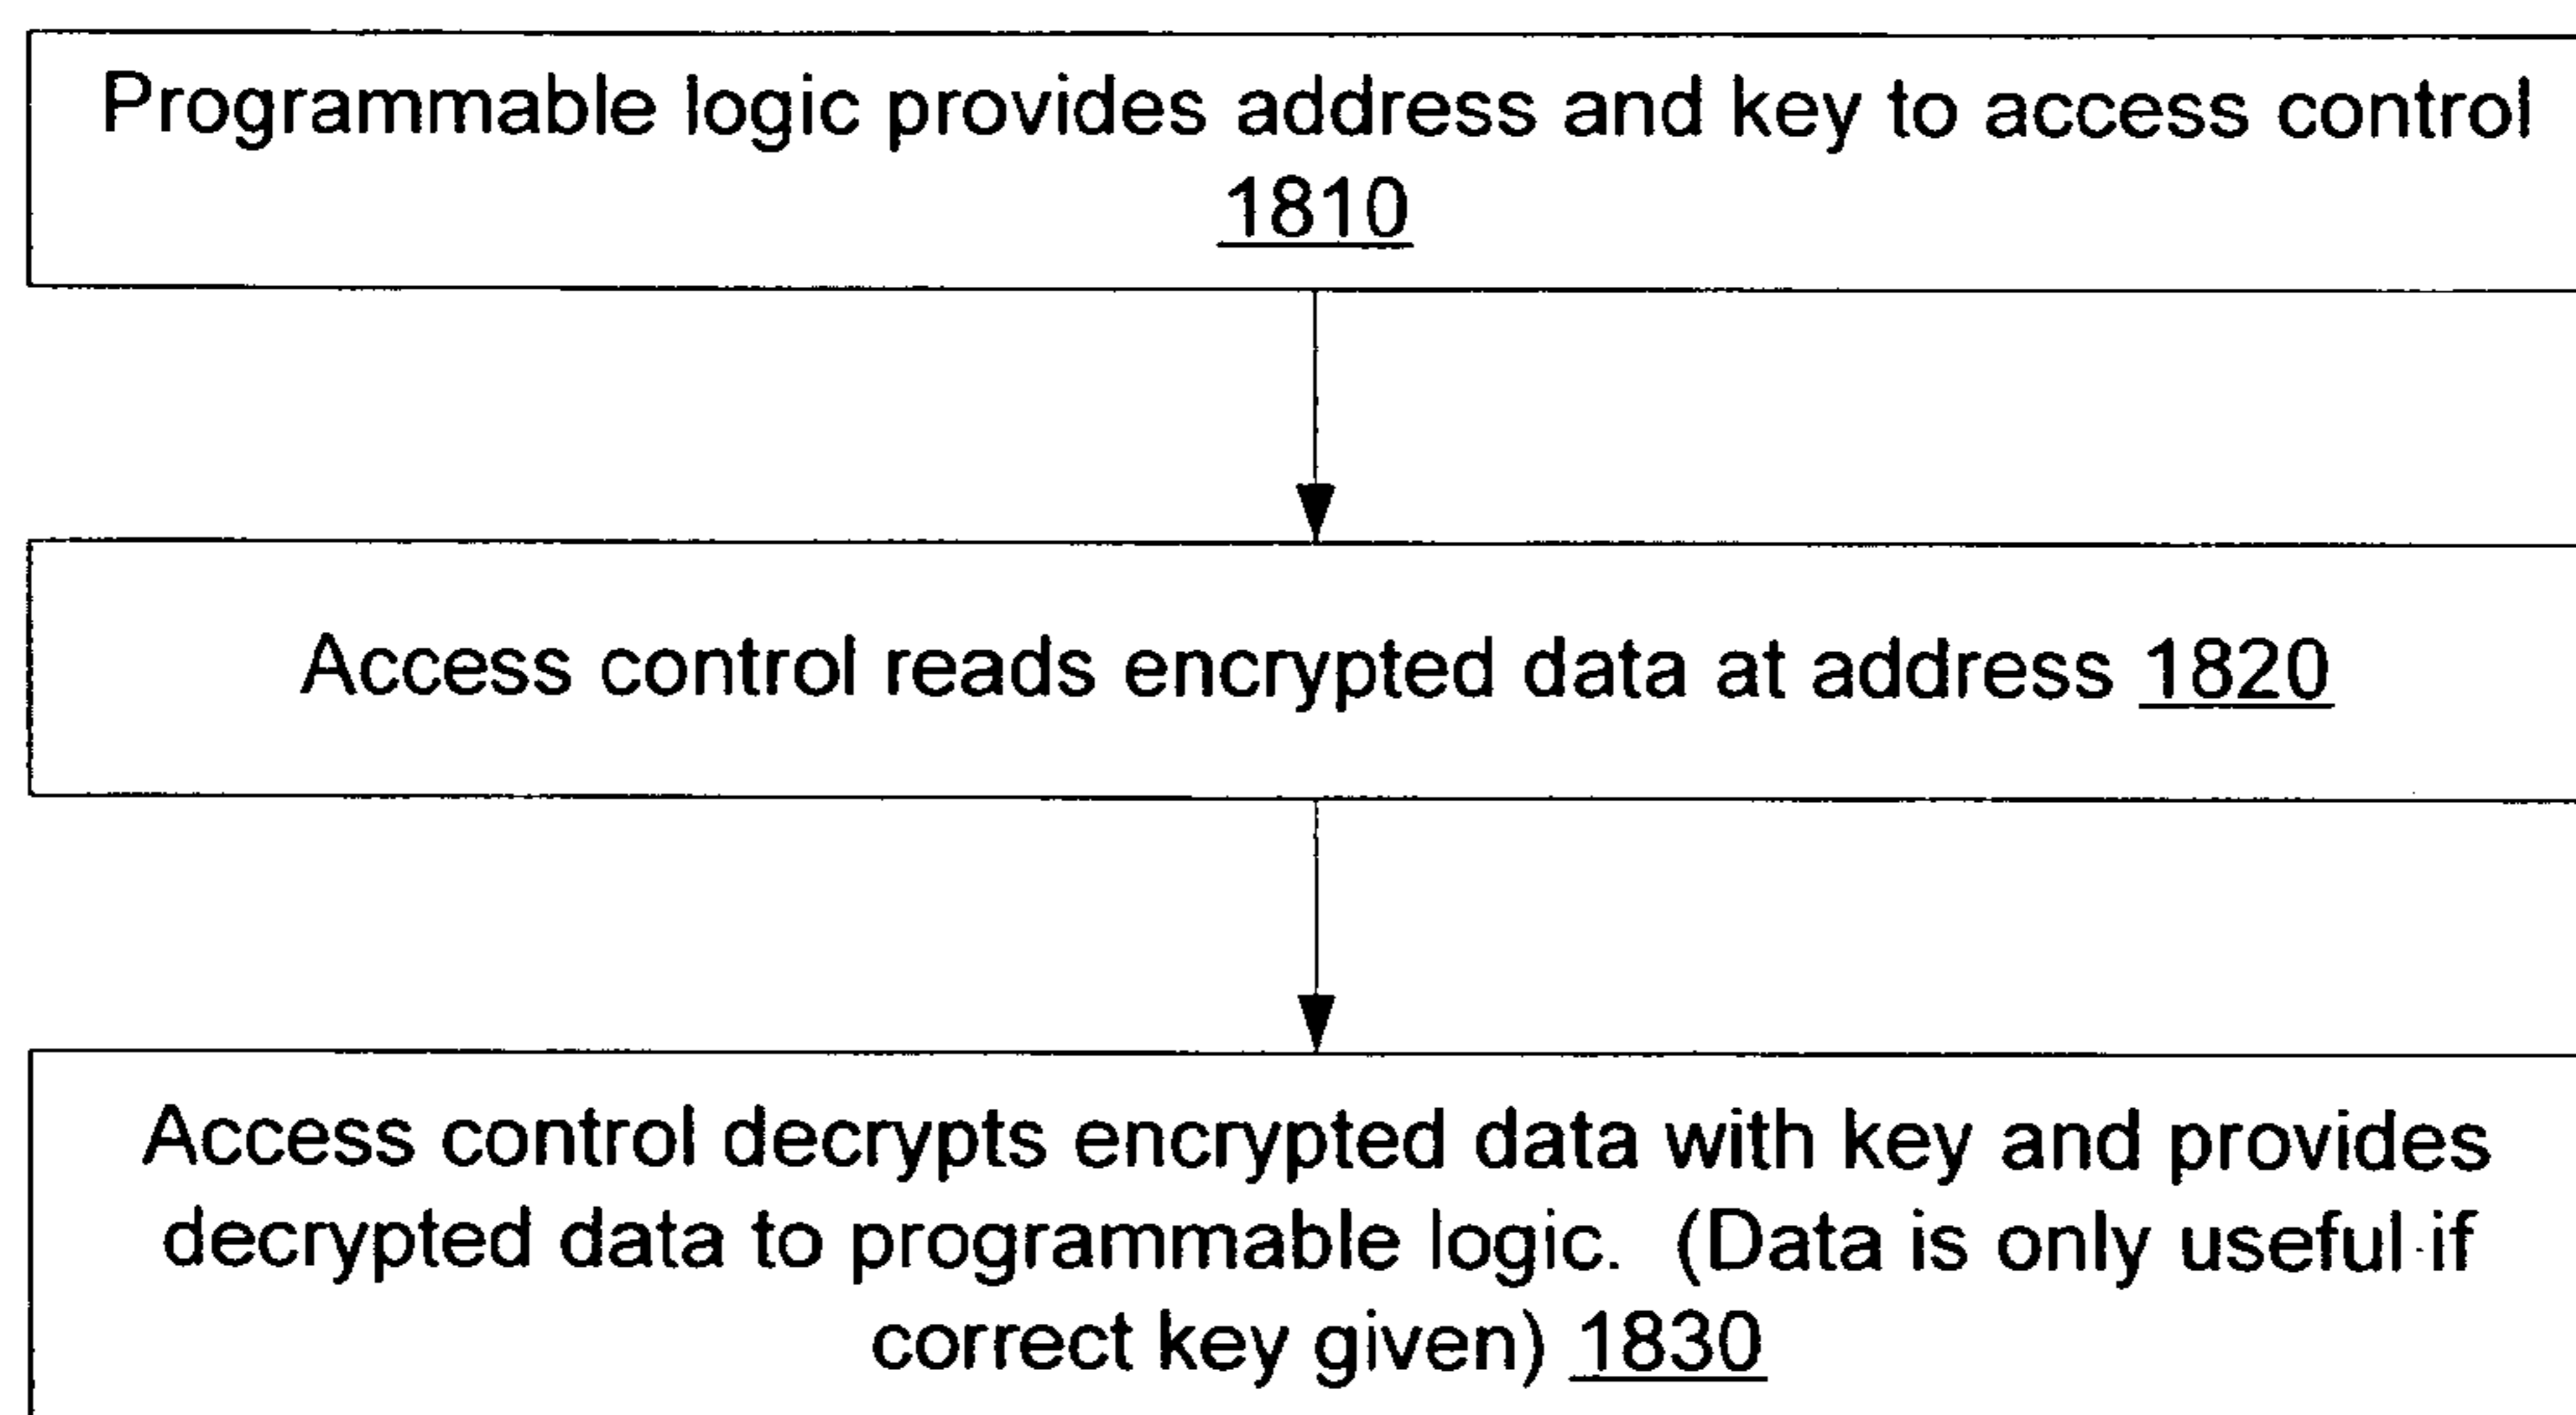 Programmable logic provides address and key to access control
1810
Access control reads encrypted data at address 1820
Access control decrypts encrypted data with key and provides
decrypted data to programmable logic. (Data is only useful if
correct key given) 1830